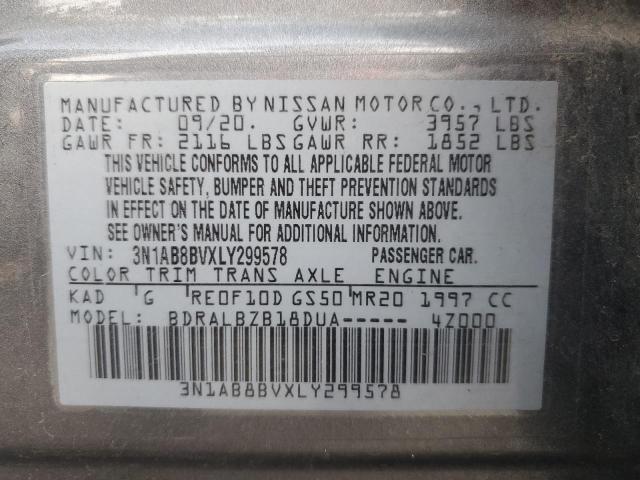 MANUFACTURED BY NISSAN MOTOR CO., LTD.
DATE: 09/20. GVWR: 3957 LBS
GAWR FR: 2116 LBS GAWR RR: 1852 LBS
THIS VEHICLE CONFORMS TO ALL APPLICABLE FEDERAL MOTOR
VEHICLE SAFETY, BUMPER AND THEFT PREVENTION STANDARDS
IN EFFECT ON THE DATE OF MANUFACTURE SHOWN ABOVE.
SEE OWNER'S MANUAL FOR ADDITIONAL INFORMATION.
VIN: 3N1AB8BVXLY299578 PASSENGER CAR.
COLOR TRIM TRANS AXLE ENGINE
KAD G RE0F10D GS50 MR20 1997 CC
MODEL: BDRALBZB18DUA----- 4Z000
3N1AB8BVXLY299578